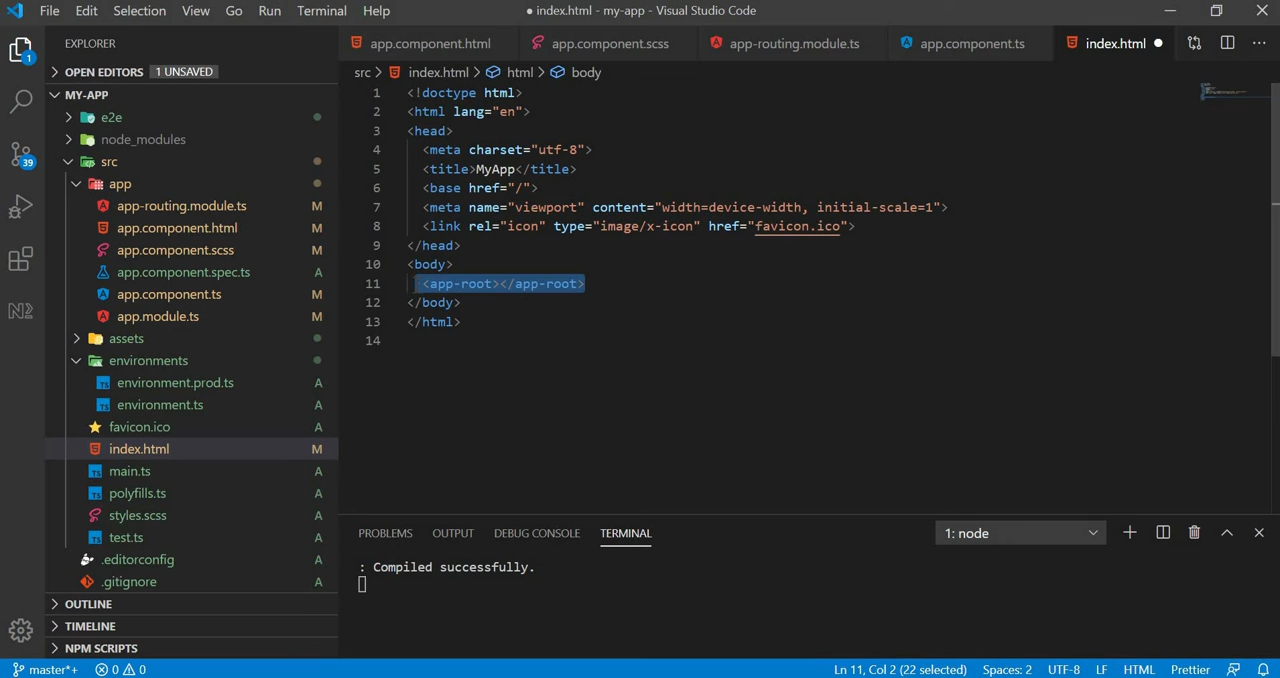 File Edit Selection View Go Run Terminal Help ● index.html - my-app - Visual Studio Code
EXPLORER
1
OPEN EDITORS 1 UNSAVED
MY-APP
e2e
node_modules
39
src
app
app-routing.module.ts M
app.component.html M
app.component.scss M
app.component.spec.ts A
app.component.ts M
app.module.ts M
assets
environments
environment.prod.ts A
environment.ts A
favicon.ico A
index.html M
main.ts A
polyfills.ts A
styles.scss A
test.ts A
.editorconfig A
.gitignore A
OUTLINE
TIMELINE
NPM SCRIPTS
app.component.html app.component.scss app-routing.module.ts app.component.ts index.html ●
src > index.html > html > body
1 <!doctype html>
2 <html lang="en">
3 <head>
4 <meta charset="utf-8">
5 <title>MyApp</title>
6 <base href="/">
7 <meta name="viewport" content="width=device-width, initial-scale=1">
8 <link rel="icon" type="image/x-icon" href="favicon.ico">
9 </head>
10 <body>
11 <app-root></app-root>
12 </body>
13 </html>
14
PROBLEMS OUTPUT DEBUG CONSOLE TERMINAL 1: node
: Compiled successfully.
master*+ 0 0 Ln 11, Col 2 (22 selected) Spaces: 2 UTF-8 LF HTML Prettier